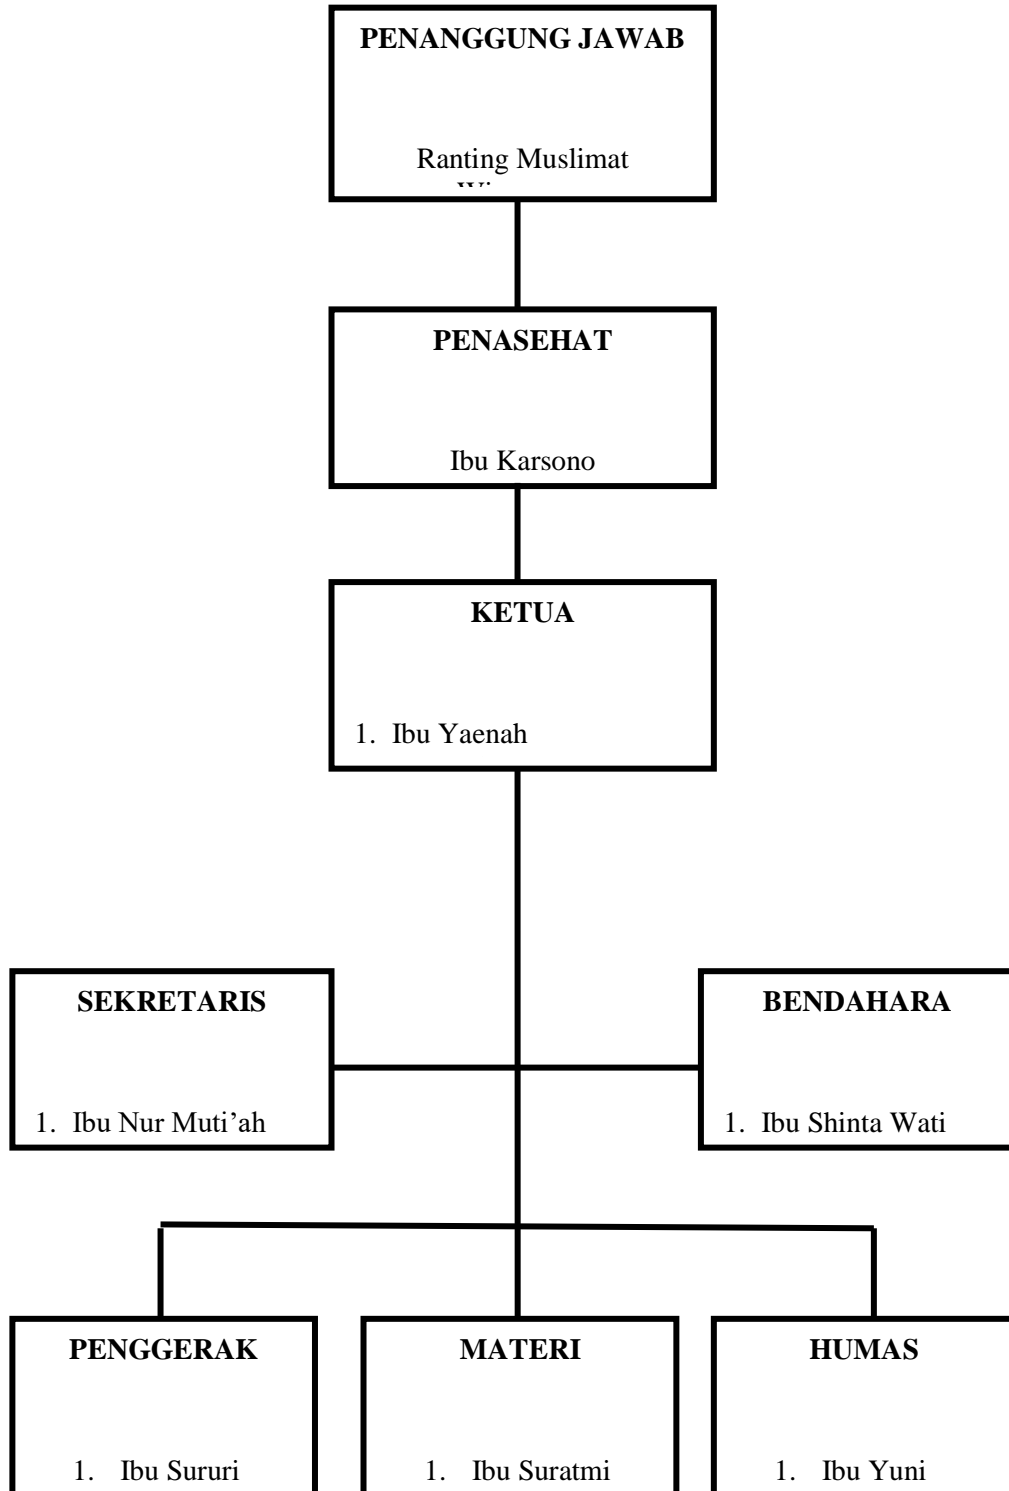 PENANGGUNG JAWAB
Ranting Muslimat
PENASEHAT
Ibu Karsono
KETUA
1. Ibu Yaenah
SEKRETARIS
1. Ibu Nur Muti’ah
BENDAHARA
1. Ibu Shinta Wati
PENGGERAK
1. Ibu Sururi
MATERI
1. Ibu Suratmi
HUMAS
1. Ibu Yuni